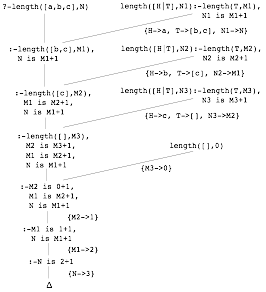 ?-length([a,b,c],N)
length([H|T],N1):-length(T,M1),
N1 is M1+1
{H->a, T->[b,c], N1->N}
:-length([b,c],M1),
N is M1+1
length([H|T],N2):-length(T,M2),
N2 is M2+1
{H->b, T->[c], N2->M1}
:-length([c],M2),
M1 is M2+1,
N is M1+1
length([H|T],N3):-length(T,M3),
N3 is M3+1
{H->c, T->[], N3->M2}
:-length([],M3),
M2 is M3+1,
M1 is M2+1,
N is M1+1
length([],0)
{M3->0}
:-M2 is 0+1,
M1 is M2+1,
N is M1+1
{M2->1}
:-M1 is 1+1,
N is M1+1
{M1->2}
:-N is 2+1
{N->3}
Δ